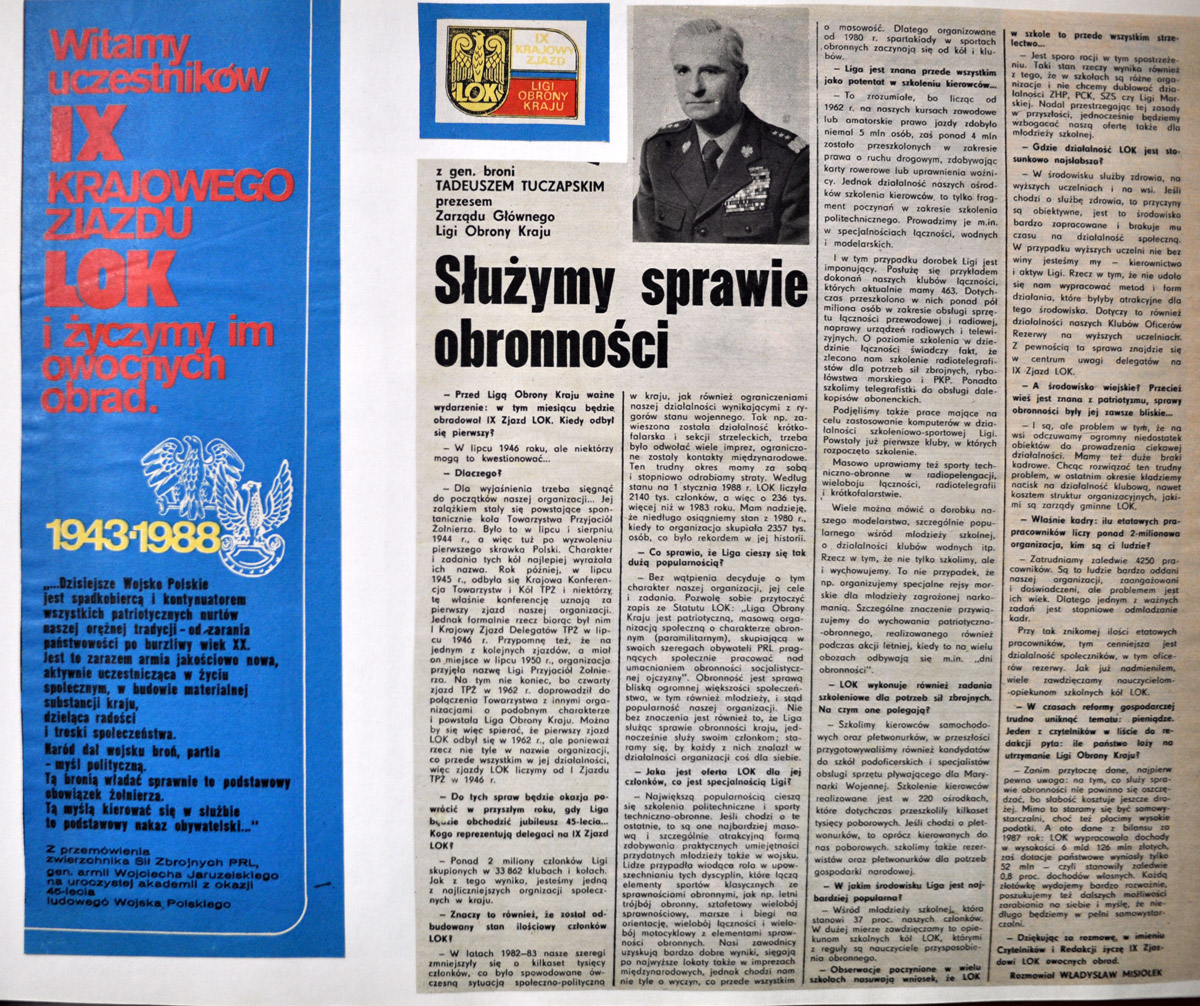 Witamy
uczestników
IX
KRAJOWEGO
ZJAZDU
LOK
i życzymy im
owocnych
obrad.
1943-1988
„...Dzisiejsze Wojsko Polskie
jest spadkobiercą i kontynuatorem
wszystkich patriotycznych nurtów
naszej orężnej tradycji - od zarania
państwowości po burzliwy wiek XX.
Jest to zarazem armia jakościowo nowa,
aktywnie uczestnicząca w życiu
społecznym, w budowie materialnej
substancji kraju,
dzieląca radości
i troski społeczeństwa.
Naród dał wojsku broń, partia
- myśl polityczną.
Tą bronią władać sprawnie to podstawowy
obowiązek żołnierza.
Tą myślą kierować się w służbie
to podstawowy nakaz obywatelski..."
Z przemówienia
zwierzchnika Sił Zbrojnych PRL,
gen. armii Wojciecha Jaruzelskiego
na uroczystej akademii z okazji
45-lecia
ludowego Wojska Polskiego
IX
KRAJOWY
ZJAZD
LIGI
OBRONY
KRAJU
LOK
z gen. broni
TADEUSZEM TUCZAPSKIM
prezesem
Zarządu Głównego
Ligi Obrony Kraju
Służymy sprawie
obronności
— Przed Ligą Obrony Kraju ważne
wydarzenie: w tym miesiącu będzie
obradował IX Zjazd LOK. Kiedy odbył
się pierwszy?
— W lipcu 1946 roku, ale niektórzy
mogą to kwestionować...
— Dlaczego?
— Dla wyjaśnienia trzeba sięgnąć
do początków naszej organizacji... Jej
zalążkiem stały się powstające spon-
tanicznie koła Towarzystwa Przyjaciół
Żołnierza. Było to w lipcu i sierpniu
1944 r., a więc tuż po wyzwoleniu
pierwszego skrawka Polski. Charakter
i zadania tych kół najlepiej wyrażała
ich nazwa. Rok później, w lipcu
1945 r., odbyła się Krajowa Konferen-
cja Towarzystw i Kół TPŻ i niektórzy,
tę właśnie konferencję uznają za
pierwszy zjazd naszej organizacji.
Jednak formalnie rzecz biorąc był nim
I Krajowy Zjazd Delegatów TPŻ w lip-
cu 1946 r. Przypomnę też, że na
jednym z kolejnych zjazdów, a miał
on miejsce w lipcu 1950 r., organizacja
przyjęła nazwę Ligi Przyjaciół Żołnie-
rza. Na tym nie koniec, bo czwarty
zjazd TPŻ w 1962 r. doprowadził do
połączenia Towarzystwa z innymi or-
ganizacjami o podobnym charakterze
i powstała Liga Obrony Kraju. Można
by się więc spierać, że pierwszy zjazd
LOK odbył się w 1962 r., ale ponieważ
rzecz nie tyle w nazwie organizacji,
co przede wszystkim w jej działalności,
więc zjazdy LOK liczymy od I Zjazdu
TPŻ w 1946 r.
— Do tych spraw będzie okazja po-
wrócić w przyszłym roku, gdy Liga
będzie obchodzić jubileusz 45-lecia...
Kogo reprezentują delegaci na IX Zjazd
LOK?
— Ponad 2 miliony członków Ligi
skupionych w 33 862 klubach i kołach.
Jak z tego wynika, jesteśmy jedną
z najliczniejszych orgnizacji społecz-
nych w kraju.
— Znaczy to również, że został od-
budowany stan ilościowy członków
LOK?
— W latach 1982–83 nasze szeregi
zmniejszyły się o kilkaset tysięcy
członków, co było spowodowane ów-
czesną sytuacją społeczno-polityczną
w kraju, jak również ograniczeniami
naszej działalności wynikającymi z ry-
gorów stanu wojennego. Tak np. za-
wieszona została działalność krótko-
falarska i sekcji strzeleckich, trzeba
było odwołać wiele imprez, ograniczo-
ne zostały kontakty międzynarodowe.
Ten trudny okres mamy za sobą
i stopniowo odrabiamy straty. Według
stanu na 1 stycznia 1988 r. LOK liczyła
2140 tys. członków, a więc o 236 tys.
więcej niż w 1983 roku. Mam nadzieję,
że niedługo osiągniemy stan z 1980 r.,
kiedy to organizacja skupiała 2357 tys.
osób, co było rekordem w jej historii.
— Co sprawia, że Liga cieszy się tak
dużą popularnością?
— Bez wątpienia decyduje o tym
charakter naszej organizacji, jej cele
i zadania. Pozwolę sobie przytoczyć
zapis ze Statutu LOK: „Liga Obrony
Kraju jest patriotyczną, masową orga-
nizacją społeczną o charakterze obron-
nym (paramilitarnym), skupiającą w
swoich szeregach obywateli PRL prag-
nących społecznie pracować nad
umacnianiem obronności socjalistycz-
nej ojczyzny". Obronność jest sprawą
bliską ogromnej większości społeczeń-
stwa, w tym również młodzieży, i stąd
popularność naszej organizacji. Nie
bez znaczenia jest również to, że Liga
służąc sprawie obronności kraju,
jednocześnie służy swoim członkom; sta-
ramy się, by każdy z nich znalazł w
działalności organizacji coś dla siebie.
— Jaka jest oferta LOK dla jej
członków, co jest specjalnością Ligi?
— Największą popularnością cieszą
się szkolenia politechniczne i sporty
techniczno-obronne. Jeśli chodzi o te
ostatnie, to są one najbardziej maso-
wą i szczególnie atrakcyjną formą
zdobywania praktycznych umiejętności
przydatnych młodzieży także w wojsku.
Lidze przypadła wiodąca rola w upo-
wszechnianiu tych dyscyplin, które łączą
elementy sportów klasycznych ze
sprawnościami obronnymi, jak np. letni
trójbój obronny, sztafetowy wielobój
sprawnościowy, marsze i biegi na
orientację, wielobój łączności i wielo-
bój motocyklowy z elementami spraw-
ności obronnych. Nasi zawodnicy
uzyskują bardzo dobre wyniki, sięgają
po najwyższe lokaty także w imprezach
międzynarodowych, jednak chodzi nam
nie tyle o wyczyn, co przede wszystkim
o masowość. Dlatego organizowane
od 1980 r. spartakiady w sportach
obronnych zaczynają się od kół i klu-
bów.
— Liga jest znana przede wszystkim
jako potentat w szkoleniu kierowców...
— To zrozumiałe, bo licząc od
1962 r. na naszych kursach zawodowe
lub amatorskie prawo jazdy zdobyło
niemal 5 mln osób, zaś ponad 4 mln
zostało przeszkolonych w zakresie
prawa o ruchu drogowym, zdobywając
karty rowerowe lub uprawnienia woźni-
cy. Jednak działalność naszych ośrod-
ków szkolenia kierowców, to tylko frag-
ment poczynań w zakresie szkolenia
politechnicznego. Prowadzimy je m.in.
w specjalnościach łączności, wodnych
i modelarskich.
I w tym przypadku dorobek Ligi jest
imponujący. Posłużę się przykładem
dokonań naszych klubów łączności,
których aktualnie mamy 463. Dotych-
czas przeszkolono w nich ponad pół
miliona osób w zakresie obsługi sprzę-
tu łączności przewodowej i radiowej,
naprawy urządzeń radiowych i telewi-
zyjnych. O poziomie szkolenia w dzie-
dzinie łączności świadczy fakt, że
zlecono nam szkolenie radiotelegrafi-
stów dla potrzeb sił zbrojnych, rybo-
łówstwa morskiego i PKP. Ponadto
szkolimy telegrafistki do obsługi dale-
kopisów abonenckich.
Podjęliśmy także prace mające na
celu zastosowanie komputerów w dzia-
łalności szkoleniowo-sportowej Ligi.
Powstały już pierwsze kluby, w których
rozpoczęto szkolenie.
Masowo uprawiamy też sporty tech-
niczno-obronne w radiopelengacji,
wieloboju łączności, radiotelegrafii
i krótkofalarstwie.
Wiele można mówić o dorobku na-
szego modelarstwa, szczególnie popu-
larnego wśród młodzieży szkolnej,
o działalności klubów wodnych itp.
Rzecz w tym, że nie tylko szkolimy, ale
i wychowujemy. To nie przypadek, że
np. organizujemy specjalne rejsy mor-
skie dla młodzieży zagrożonej narko-
manią. Szczególne znaczenie przywią-
zujemy do wychowania patriotyczno-
-obronnego, realizowanego również
podczas akcji letniej, kiedy to na wielu
obozach odbywają się m.in. „dni
obronności".
— LOK wykonuje również zadania
szkoleniowe dla potrzeb sił zbrojnych.
Na czym one polegają?
— Szkolimy kierowców samochodo-
wych oraz płetwonurków, w przeszłości
przygotowywaliśmy również kandydatów
do szkół podoficerskich i specjalistów
obsługi sprzętu pływającego dla Mary-
narki Wojennej. Szkolenie kierowców
realizowane jest w 220 ośrodkach,
które dotychczas przeszkoliły kilkaset
tysięcy poborowych. Jeśli chodzi o płet-
wonurków, to oprócz kierowanych do
nas poborowych, szkolimy także rezer-
wistów oraz płetwonurków dla potrzeb
gospodarki narodowej.
— W jakim środowisku Liga jest naj-
bardziej popularna?
— Wśród młodzieży szkolnej, która
stanowi 37 proc. naszych członków.
W dużej mierze zawdzięczamy to opie-
kunom szkolnych kół LOK, którymi
z reguły są nauczyciele przysposobie-
nia obronnego.
— Obserwacje poczynione w wielu
szkołach nasuwają wniosek, że LOK
w szkole to przede wszystkim strze-
lectwo...
— Jest sporo racji w tym spostrzeże-
niu. Taki stan rzeczy wynika również
z tego, że w szkołach są różne orga-
nizacje i nie chcemy dublować dzia-
łalności ZHP, PCK, SZS czy Ligi Mor-
skiej. Nadal przestrzegając tej zasady
w przyszłości, jednocześnie będziemy
wzbogacać naszą ofertę także dla
młodzieży szkolnej.
— Gdzie działalność LOK jest sto-
sunkowo najsłabsza?
— W środowisku służby zdrowia, na
wyższych uczelniach i na wsi. Jeśli
chodzi o służbę zdrowia, to przyczyny
są obiektywne, jest to środowisko
bardzo zapracowane i brakuje mu
czasu na działalność społeczną.
W przypadku wyższych uczelni nie bez
winy jesteśmy my — kierownictwo
i aktyw Ligi. Rzecz w tym, że nie udało
się nam wypracować metod i form
działania, które byłyby atrakcyjne dla
tego środowiska. Dotyczy to również
działalności naszych Klubów Oficerów
Rezerwy na wyższych uczelniach.
Z pewnością ta sprawa znajdzie się
w centrum uwagi delegatów na
IX Zjazd LOK.
— A środowisko wiejskie? Przecież
wieś jest znana z patriotyzmu, sprawy
obronności były jej zawsze bliskie...
— I są, ale problem w tym, że na
wsi odczuwamy ogromny niedostatek
obiektów do prowadzenia ciekawej
działalności. Mamy też duże braki
kadrowe. Chcąc rozwiązać ten trudny
problem, w ostatnim okresie kładziemy
nacisk na działalność klubową, nawet
kosztem struktur organizacyjnych, jaki-
mi są zarządy gminne LOK.
— Właśnie kadry: ilu etatowych pra-
cowników liczy ponad 2-milionowa
organizacja, kim są ci ludzie?
— Zatrudniamy zaledwie 4250 pra-
cowników. Są to ludzie bardzo oddani
naszej organizacji, zaangażowani
i doświadczeni, ale problemem jest
ich wiek. Dlatego jednym z ważnych
zadań jest stopniowe odmładzanie
kadr.
Przy tak znikomej ilości etatowych
pracowników, tym cenniejsza jest
działalność społeczników, w tym ofice-
rów rezerwy. Jak już nadmieniłem,
wiele zawdzięczamy nauczycielom-
-opiekunom szkolnych kół LOK.
— W czasach reformy gospodarczej
trudno uniknąć tematu: pieniądze.
Jeden z czytelników w liście do re-
dakcji pyta: ile państwo łoży na
utrzymanie Ligi Obrony Kraju?
— Zanim przytoczę dane, najpierw
pewna uwaga: na tym, co służy spra-
wie obronności nie powinno się oszczę-
dzać, bo słabość kosztuje jeszcze dro-
żej. Mimo to staramy się być samowy-
starczalni, choć też płacimy wysokie
podatki. A oto dane z bilansu za
1987 rok: LOK wypracowała dochody
w wysokości 6 mld 126 mln złotych,
zaś dotacje państwowe wyniosły tylko
52 mln — czyli stanowiły zaledwie
0,8 proc. dochodów własnych. Każdą
złotówkę wydajemy bardzo rozważnie,
poszukujemy też dalszych możliwości
zarabiania na siebie i myślę, że nie-
długo będziemy w pełni samowystar-
czalni.
— Dziękując za rozmowę, w imieniu
Czytelników i Redakcji życzę IX Zjaz-
dowi LOK owocnych obrad.
Rozmawiał WŁADYSŁAW MISIOŁEK